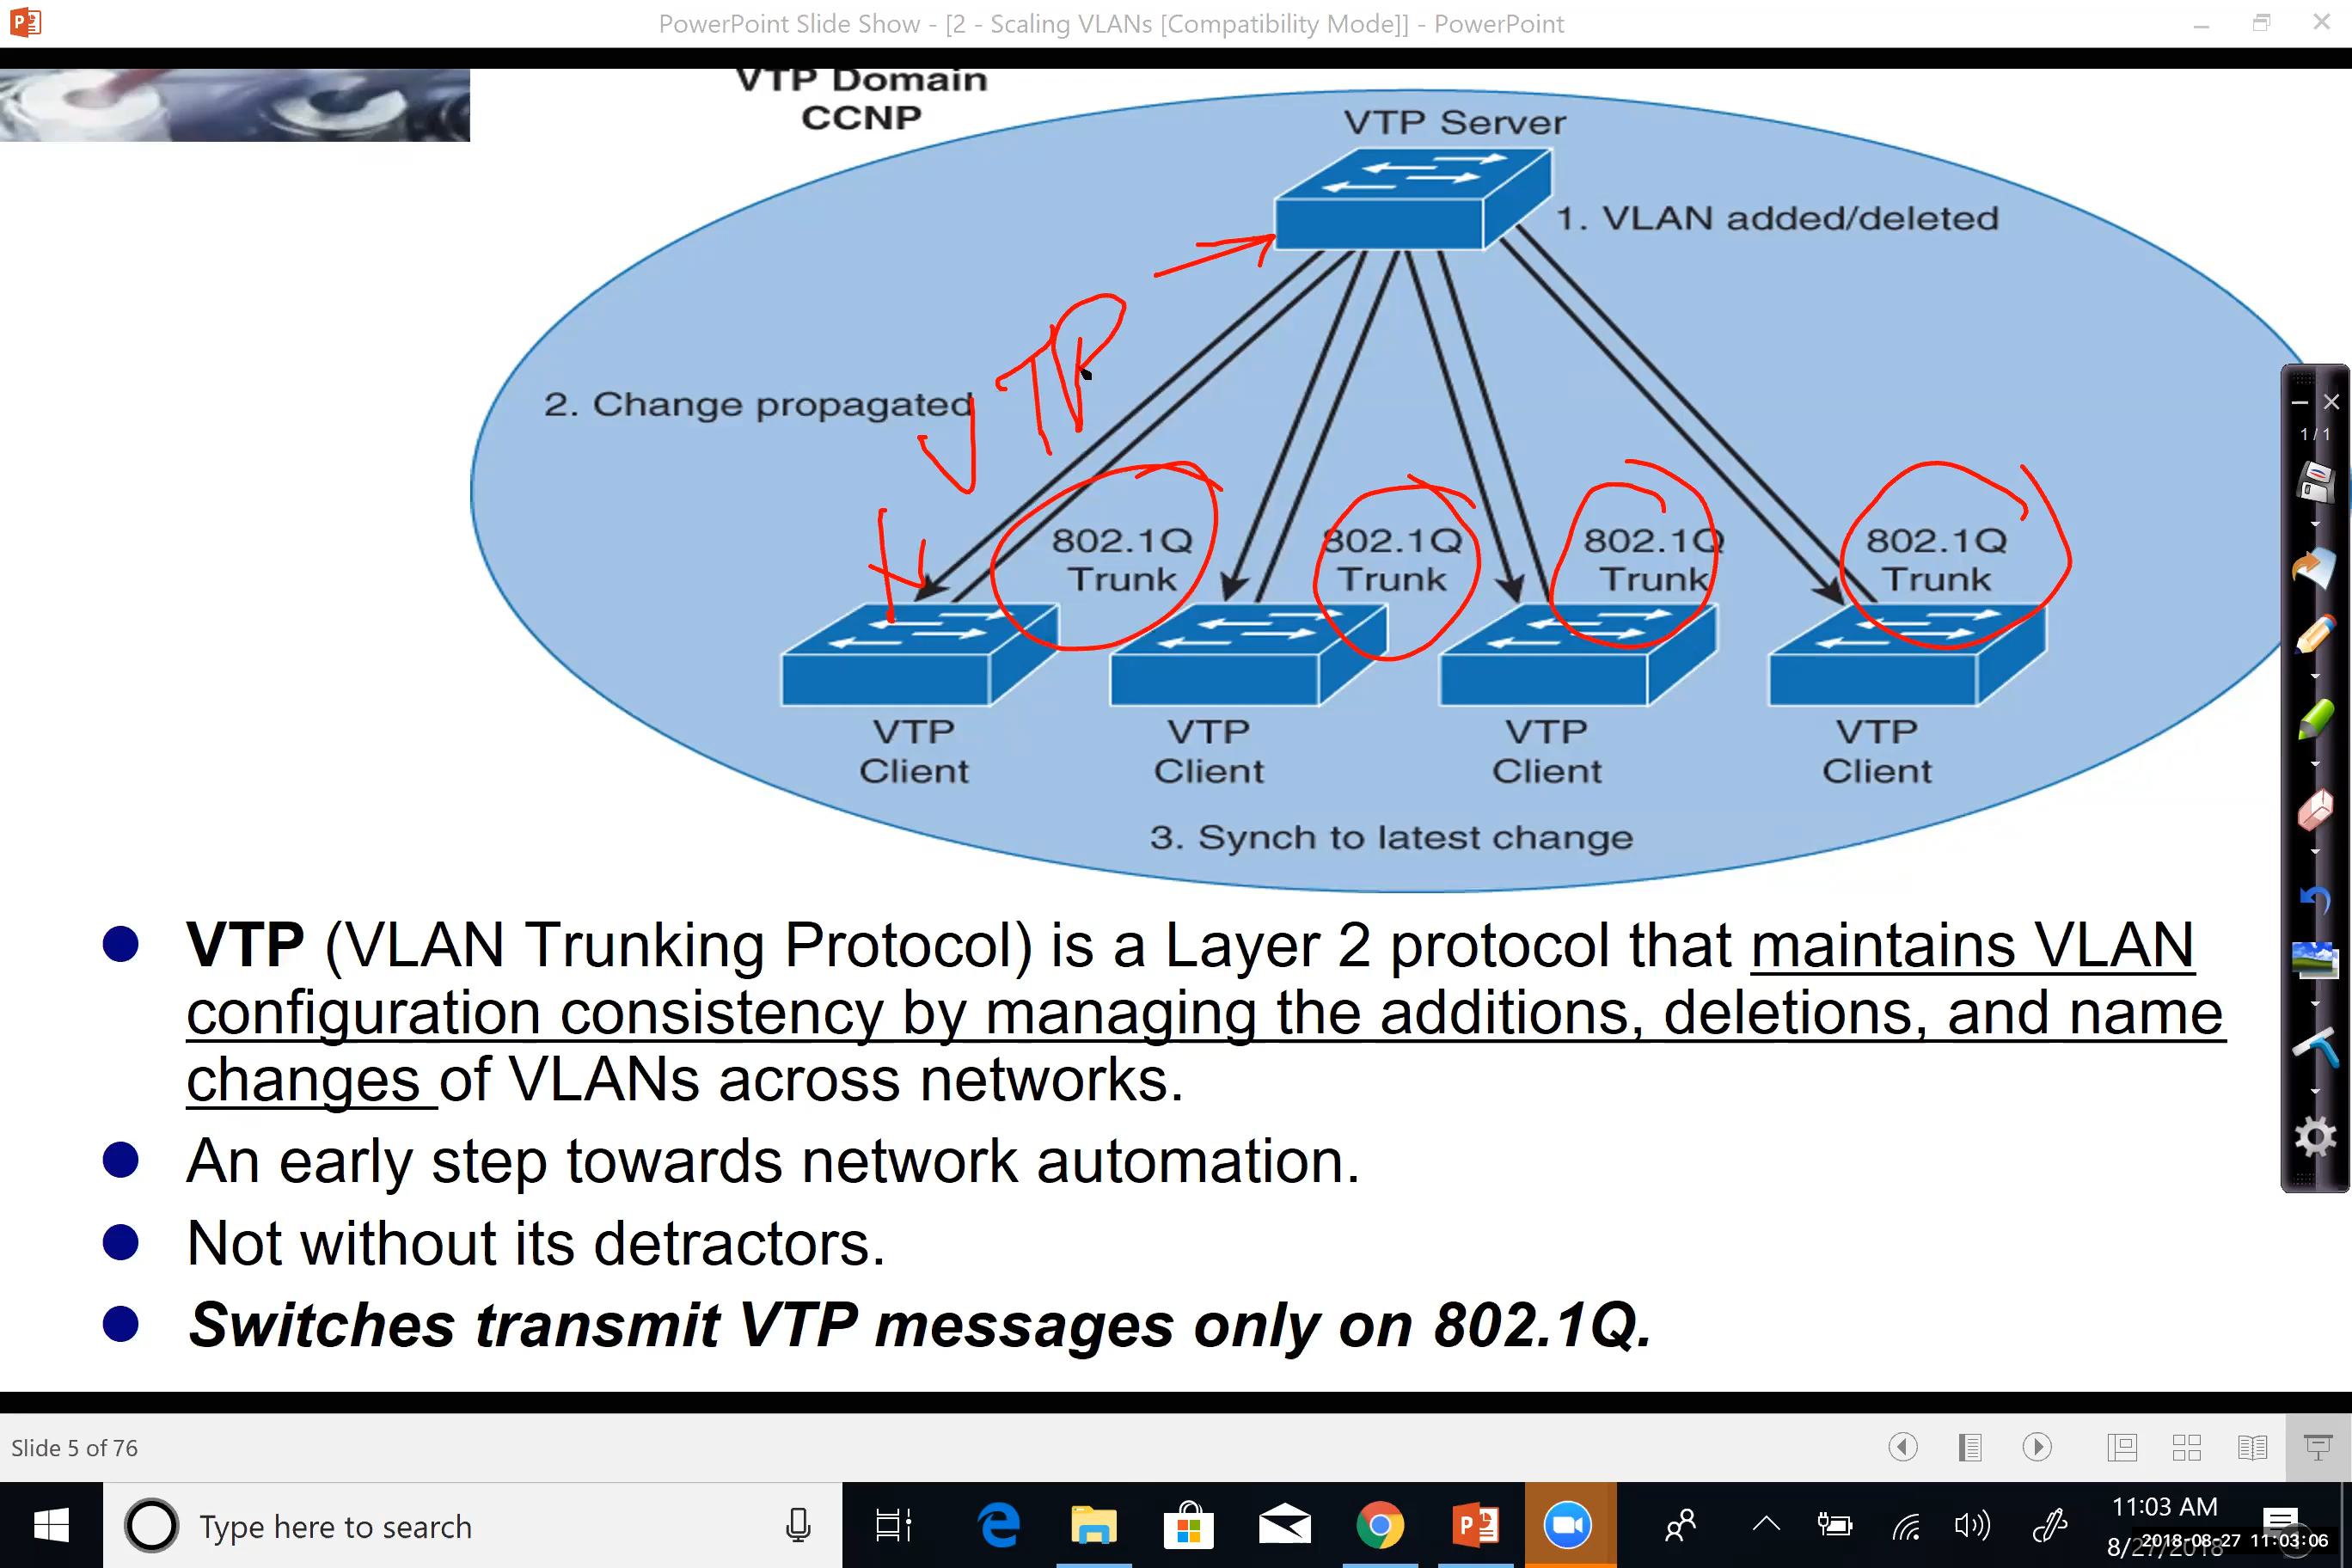 PowerPoint Slide Show - [2 - Scaling VLANs [Compatibility Mode]] - PowerPoint
VTP Domain
CCNP
VTP Server
1. VLAN added/deleted
VTP
2. Change propagated
802.1Q
Trunk
802.1Q
Trunk
802.1Q
Trunk
802.1Q
Trunk
VTP
Client
VTP
Client
VTP
Client
VTP
Client
3. Synch to latest change
1/1
VTP (VLAN Trunking Protocol) is a Layer 2 protocol that maintains VLAN
configuration consistency by managing the additions, deletions, and name
changes of VLANs across networks.
An early step towards network automation.
Not without its detractors.
Switches transmit VTP messages only on 802.1Q.
Slide 5 of 76
Type here to search
11:03 AM
8/27/2018
2018-08-27 11:03:06